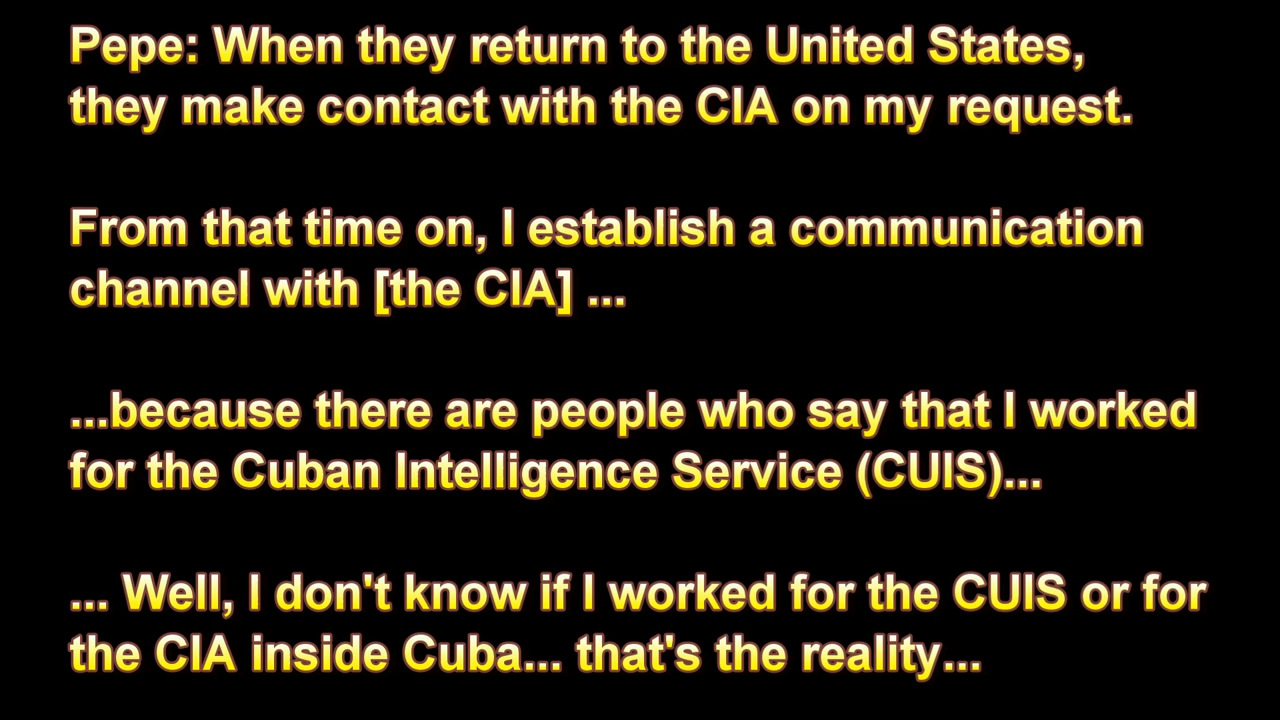 Pepe: When they return to the United States,
they make contact with the CIA on my request.
From that time on, I establish a communication
channel with [the CIA] ...
...because there are people who say that I worked
for the Cuban Intelligence Service (CUIS)...
... Well, I don't know if I worked for the CUIS or for
the CIA inside Cuba... that's the reality...